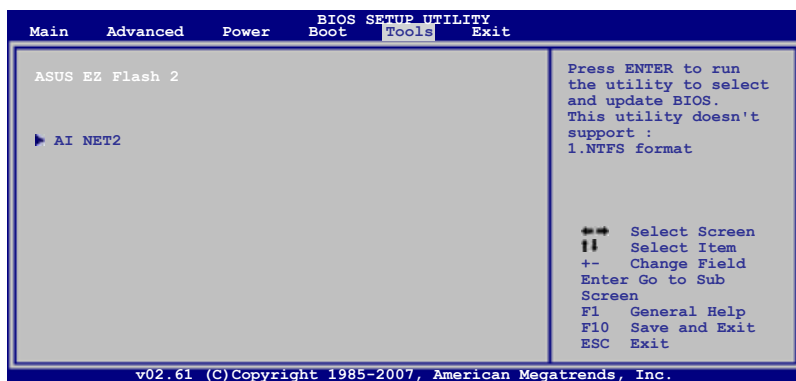 BIOS SETUP UTILITY
Main Advanced Power Boot Tools Exit
ASUS EZ Flash 2
AI NET2
Press ENTER to run
the utility to select
and update BIOS.
This utility doesn't
support :
1.NTFS format
Select Screen
Select Item
+- Change Field
Enter Go to Sub
Screen
F1 General Help
F10 Save and Exit
ESC Exit
v02.61 (C)Copyright 1985-2007, American Megatrends, Inc.